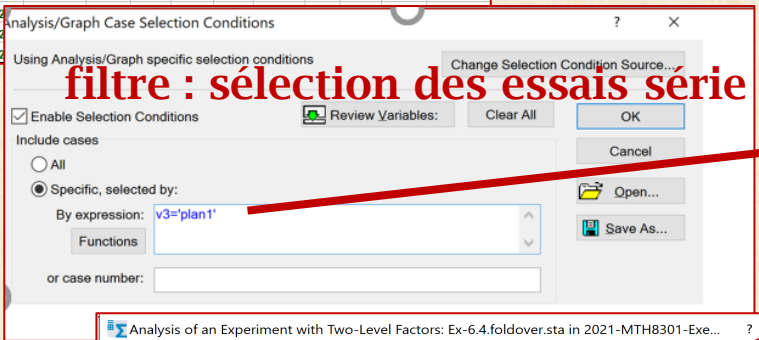 Analysis/Graph Case Selection Conditions ? ×
Using Analysis/Graph specific selection conditions
Change Selection Condition Source...
filtre : sélection des essais série
Enable Selection Conditions
Review Variables:
Clear All
OK
Include cases
Cancel
All
Specific, selected by:
Open...
By expression: v3='plan1'
Save As...
Functions
or case number:
Analysis of an Experiment with Two-Level Factors: Ex-6.4.foldover.sta in 2021-MTH8301-Exe... ?